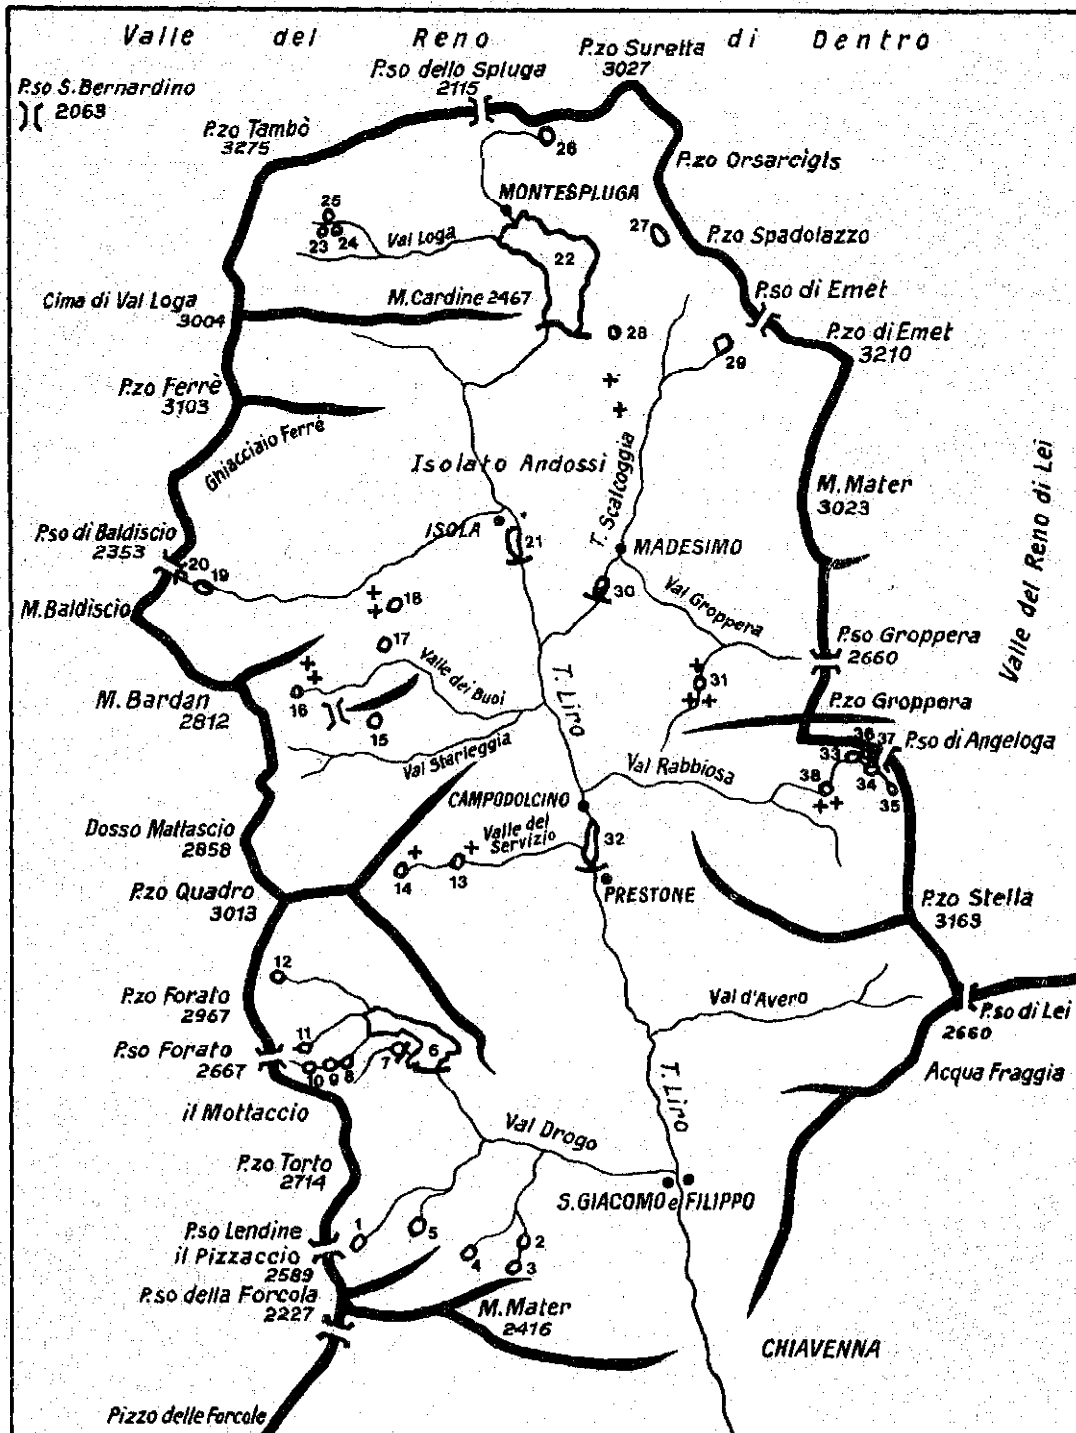 Valle del Reno di Dentro
P.zo Suretta
3027
P.so dello Spluga
2115
P.so S. Bernardino
2063
P.zo Tambò
3275
26
P.zo Orsarcigls
MONTESPLUGA
25
23 24
Val Loga
27
P.zo Spadolazzo
22
P.so di Emet
Cima di Val Loga
3004
M. Cardine 2467
28
P.zo di Emet
3210
29
P.zo Ferrè
3103
Ghiacciaio Ferrè
Isolato Andossi
T. Scalcoggia
M. Mater
3023
Valle del Reno di Lei
P.so di Baldiscio
2353
ISOLA
21
MADESIMO
20
19
30
M. Baldiscio
18
Val Groppera
17
P.so Groppera
2660
Valle dei Buoi
31
M. Bardan
2812
16
15
T. Liro
P.zo Groppera
36
37
P.so di Angeloga
33
34
35
38
Val Starleggia
Val Rabbiosa
CAMPODOLCINO
Dosso Mattascio
2858
Valle del
Servizio
32
14
13
PRESTONE
P.zo Quadro
3013
P.zo Stella
3163
12
P.zo Forato
2967
Val d'Avero
P.so di Lei
2660
11
P.so Forato
2667
10 9 8
7
6
T. Liro
Acqua Fraggia
il Mottaccio
Val Drogo
P.zo Torto
2714
S. GIACOMO e FILIPPO
1
5
2
P.so Lendine
il Pizzaccio
2589
4
3
P.so della Forcola
2227
M. Mater
2416
CHIAVENNA
Pizzo delle Forcole